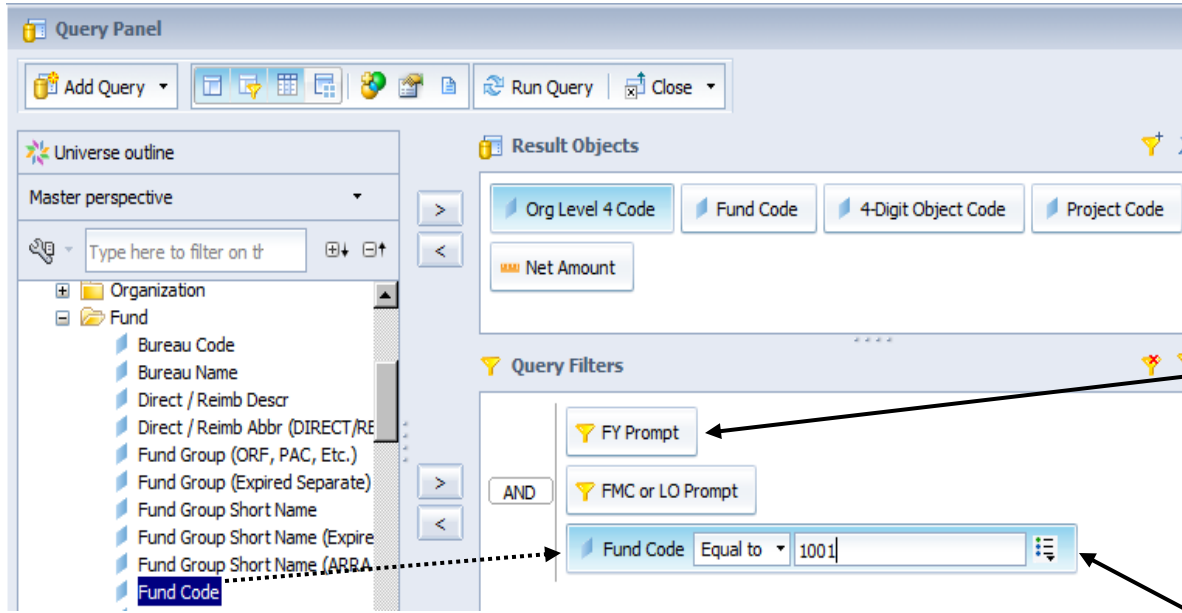 Query Panel
Add Query
Run Query
Close
Universe outline
Master perspective
Type here to filter on th
Organization
Fund
Bureau Code
Bureau Name
Direct / Reimb Descr
Direct / Reimb Abbr (DIRECT/RE
Fund Group (ORF, PAC, Etc.)
Fund Group (Expired Separate)
Fund Group Short Name
Fund Group Short Name (Expire
Fund Group Short Name (ARRA
Fund Code
>
<
Result Objects
Org Level 4 Code Fund Code 4-Digit Object Code Project Code
Net Amount
Query Filters
>
<
AND
FY Prompt
FMC or LO Prompt
Fund Code Equal to 1001